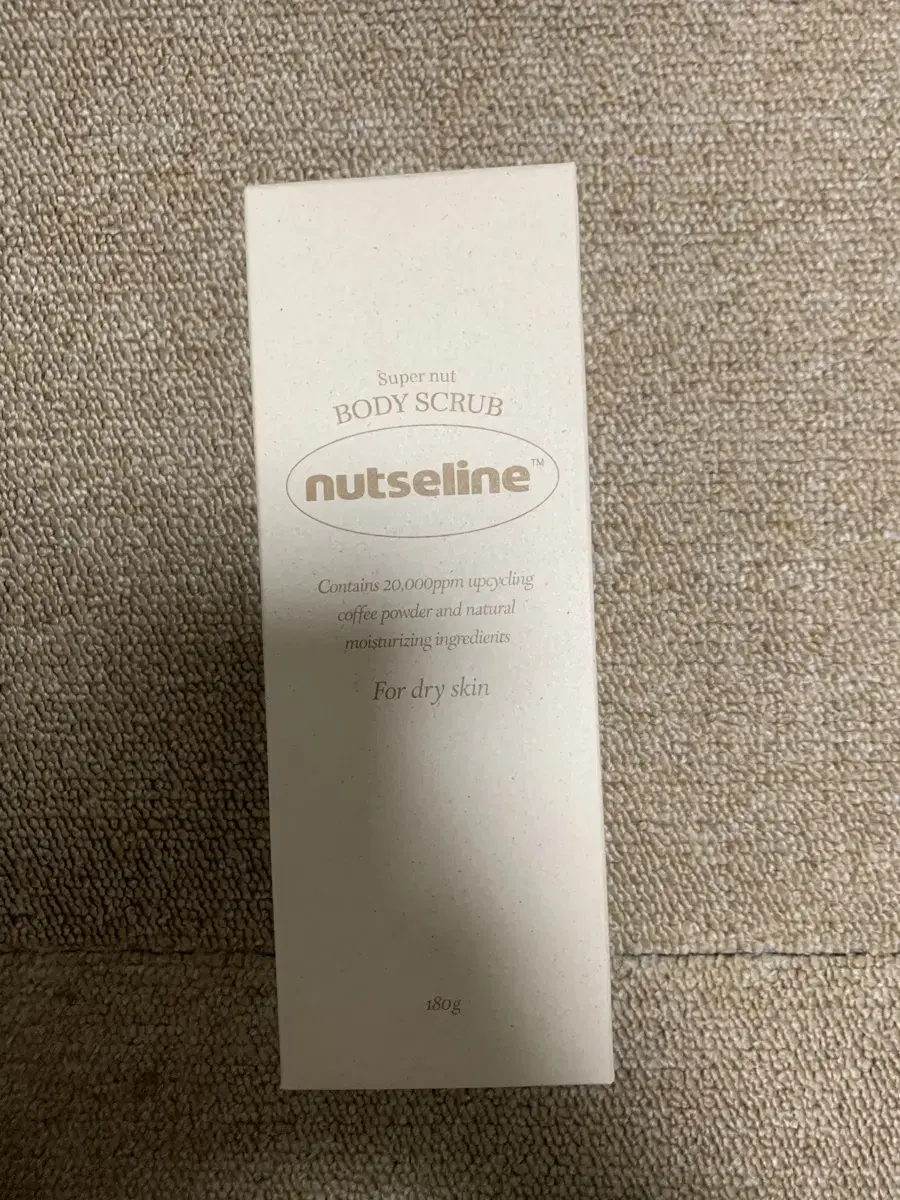 Super nut
BODY SCRUB
nutseline™
Contains 20,000ppm upcycling
coffee powder and natural
moisturizing ingredients
For dry skin
180g